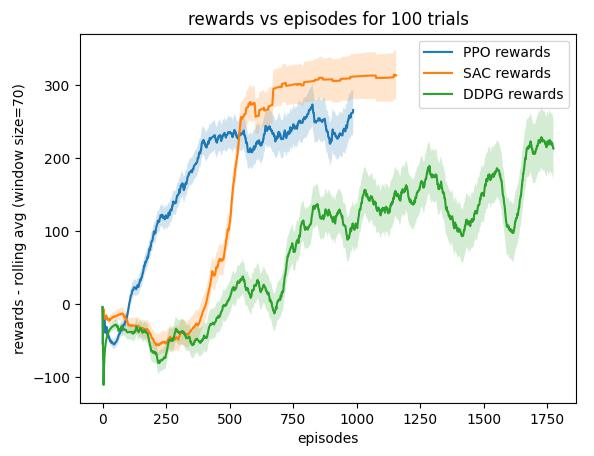 rewards vs episodes for 100 trials
PPO rewards
SAC rewards
DDPG rewards
rewards - rolling avg (window size=70)
300
200
100
0
−100
0
250
500
750
1000
1250
1500
1750
episodes